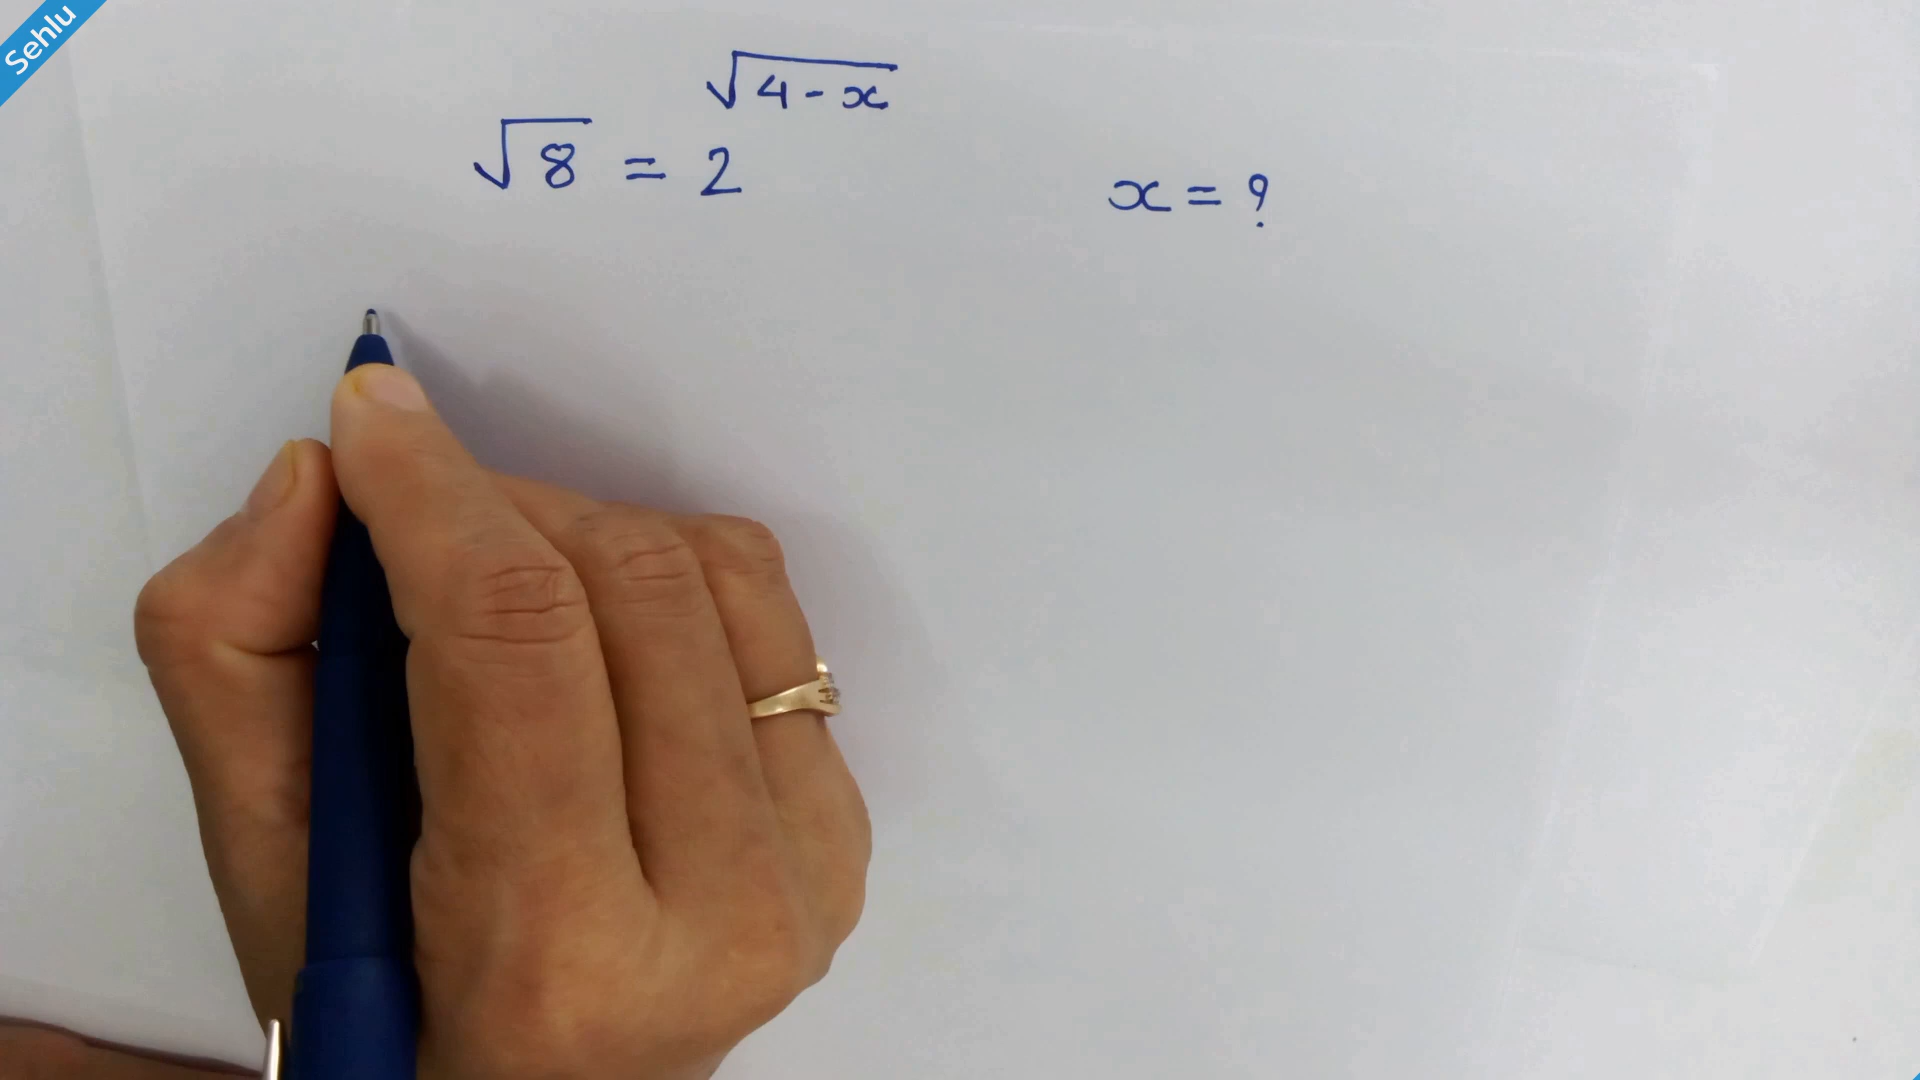 Sehlu
√8 = 2^√(4-x)
x = ?